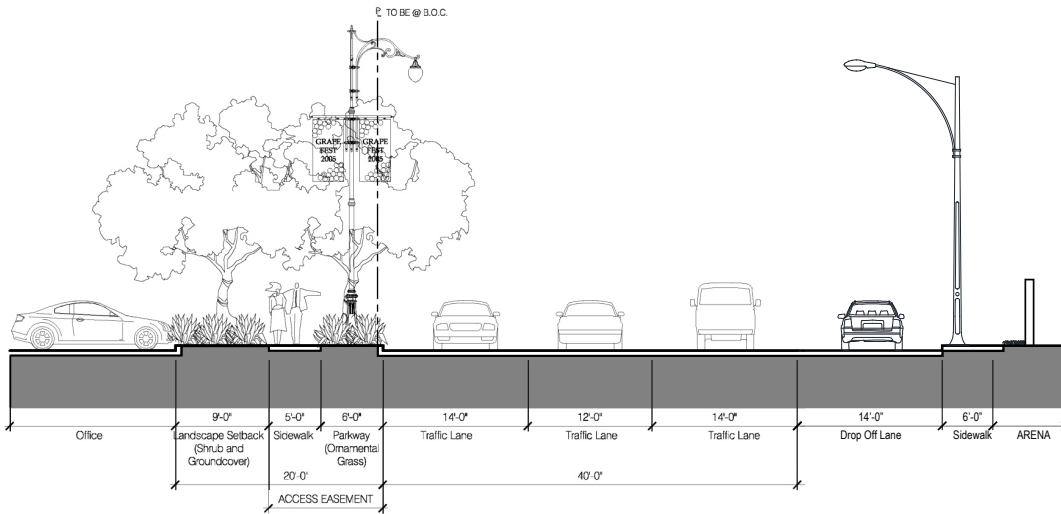 ℄ TO BE @ B.O.C.
GRAPE
FEST
2005
GRAPE
FEST
2005
9'-0"
5'-0"
6'-0"
14'-0"
12'-0"
14'-0"
14'-0"
6'-0"
Office
Landscape Setback
(Shrub and
Groundcover)
Sidewalk
Parkway
(Ornamental
Grass)
Traffic Lane
Traffic Lane
Traffic Lane
Drop Off Lane
Sidewalk
ARENA
20'-0"
40'-0"
ACCESS EASEMENT